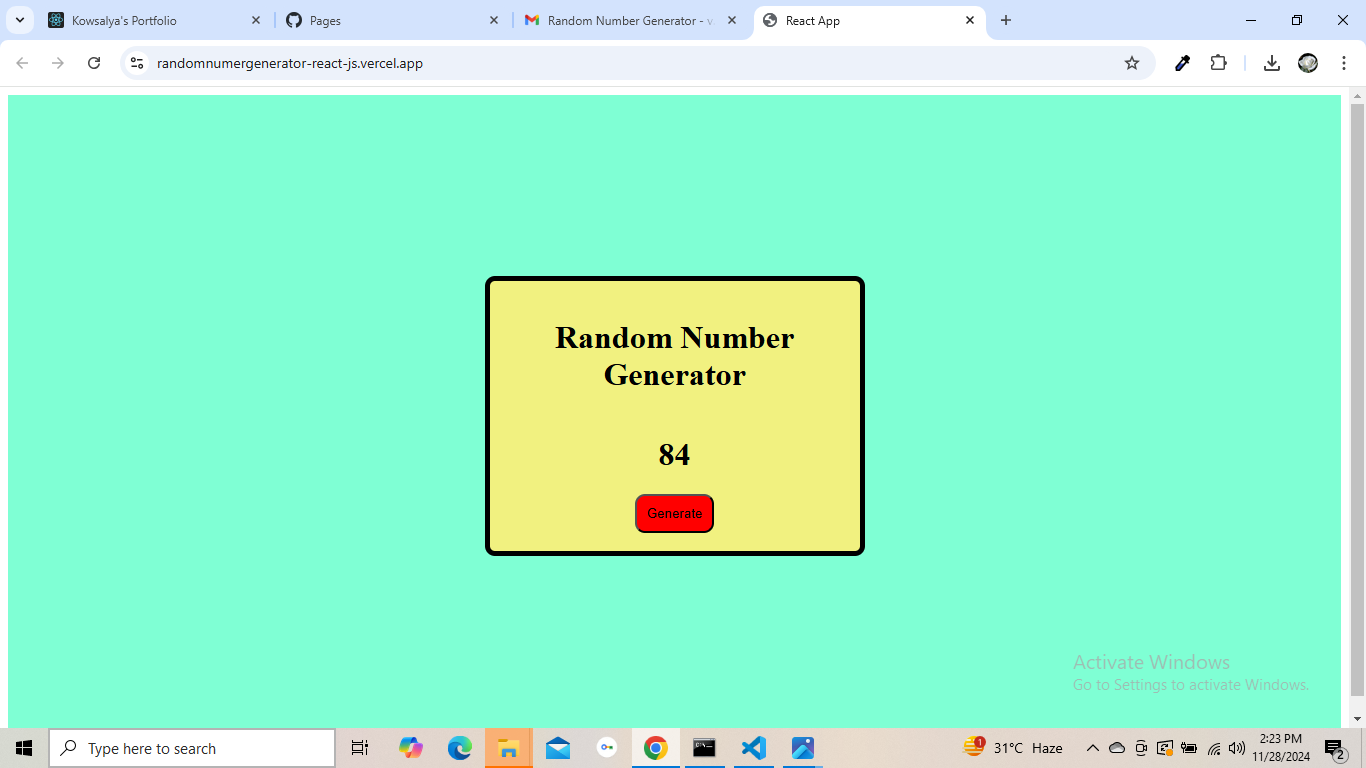 Kowsalya's Portfolio
Pages
Random Number Generator - v
React App
randomnumergenerator-react-js.vercel.app
Random Number
Generator
84
Generate
Activate Windows
Go to Settings to activate Windows.
Type here to search
1
31°C Haze
2:23 PM
11/28/2024
2